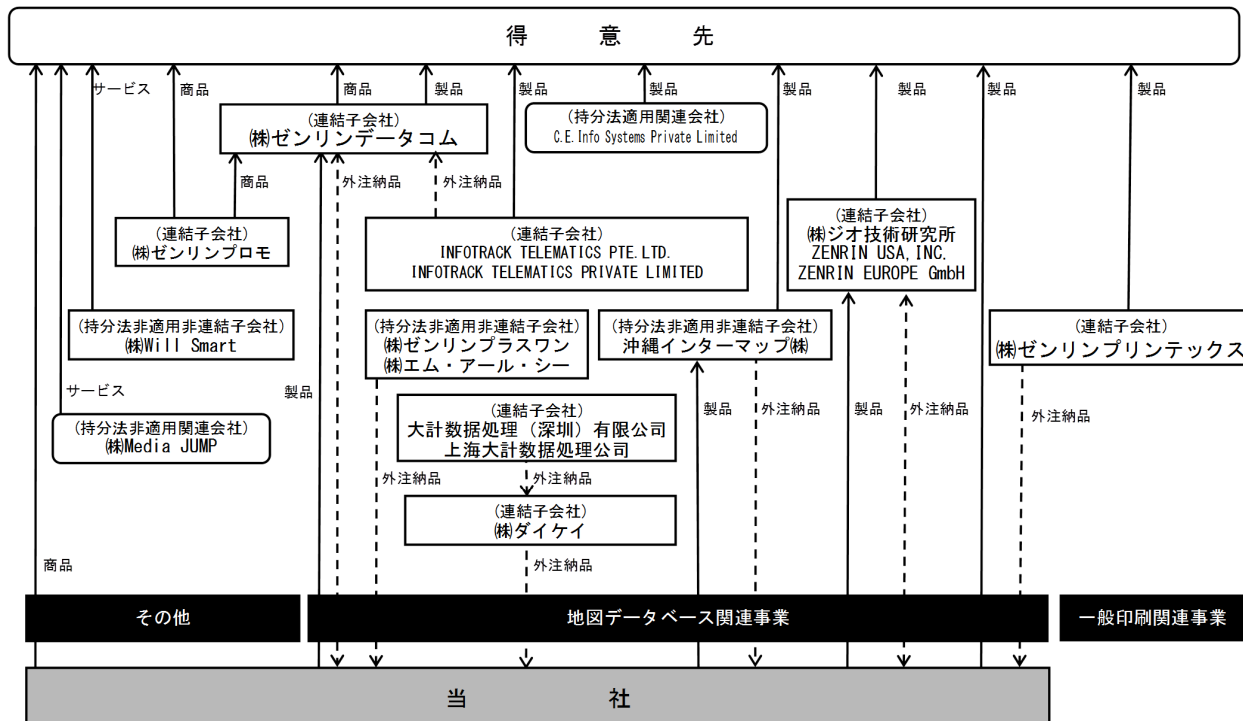 得意先
サービス
商品
商品
製品
製品
製品
製品
製品
製品
(連結子会社)
㈱ゼンリンデータコム
(持分法適用関連会社)
C.E.Info Systems Private Limited
商品
外注納品
外注納品
(連結子会社)
㈱ゼンリンプロモ
(連結子会社)
INFOTRACK TELEMATICS PTE.LTD.
INFOTRACK TELEMATICS PRIVATE LIMITED
(連結子会社)
㈱ジオ技術研究所
ZENRIN USA,INC.
ZENRIN EUROPE GmbH
(持分法非適用非連結子会社)
㈱Will Smart
(持分法非適用非連結子会社)
㈱ゼンリンプラスワン
㈱エム・アール・シー
(持分法非適用非連結子会社)
沖縄インターマップ㈱
(連結子会社)
㈱ゼンリンプリンテックス
サービス
製品
(持分法非適用関連会社)
㈱Media JUMP
(連結子会社)
大計数据処理（深圳）有限公司
上海大計数据処理公司
製品
外注納品
製品
外注納品
外注納品
外注納品
外注納品
(連結子会社)
㈱ダイケイ
商品
外注納品
その他
地図データベース関連事業
一般印刷関連事業
当社